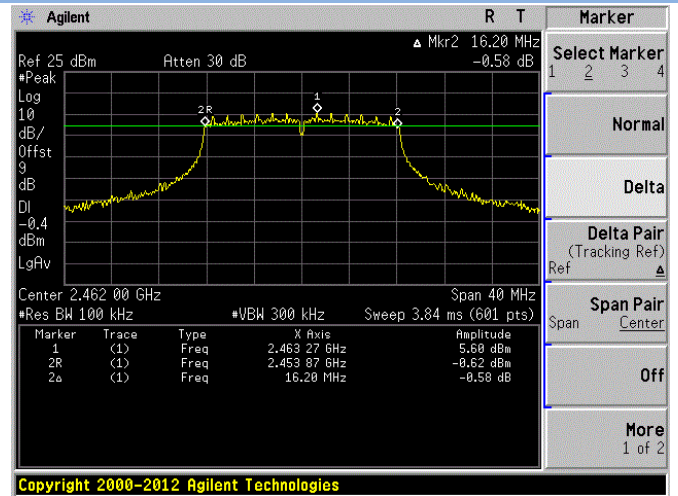 Agilent R T
▲ Mkr2 16.20 MHz
Ref 25 dBm Atten 30 dB -0.58 dB
#Peak
Log
10
dB/
Offst
9
dB
DI
-0.4
dBm
LgAv
2R
1
2
Center 2.462 00 GHz Span 40 MHz
#Res BW 100 kHz #VBW 300 kHz Sweep 3.84 ms (601 pts)
Marker Trace Type X Axis Amplitude
1 (1) Freq 2.463 27 GHz 5.60 dBm
2R (1) Freq 2.453 87 GHz -0.62 dBm
2▵ (1) Freq 16.20 MHz -0.58 dB
Copyright 2000-2012 Agilent Technologies
Marker
Select Marker
1 2 3 4
Normal
Delta
Delta Pair
(Tracking Ref)
Ref ▵
Span Pair
Span Center
Off
More
1 of 2